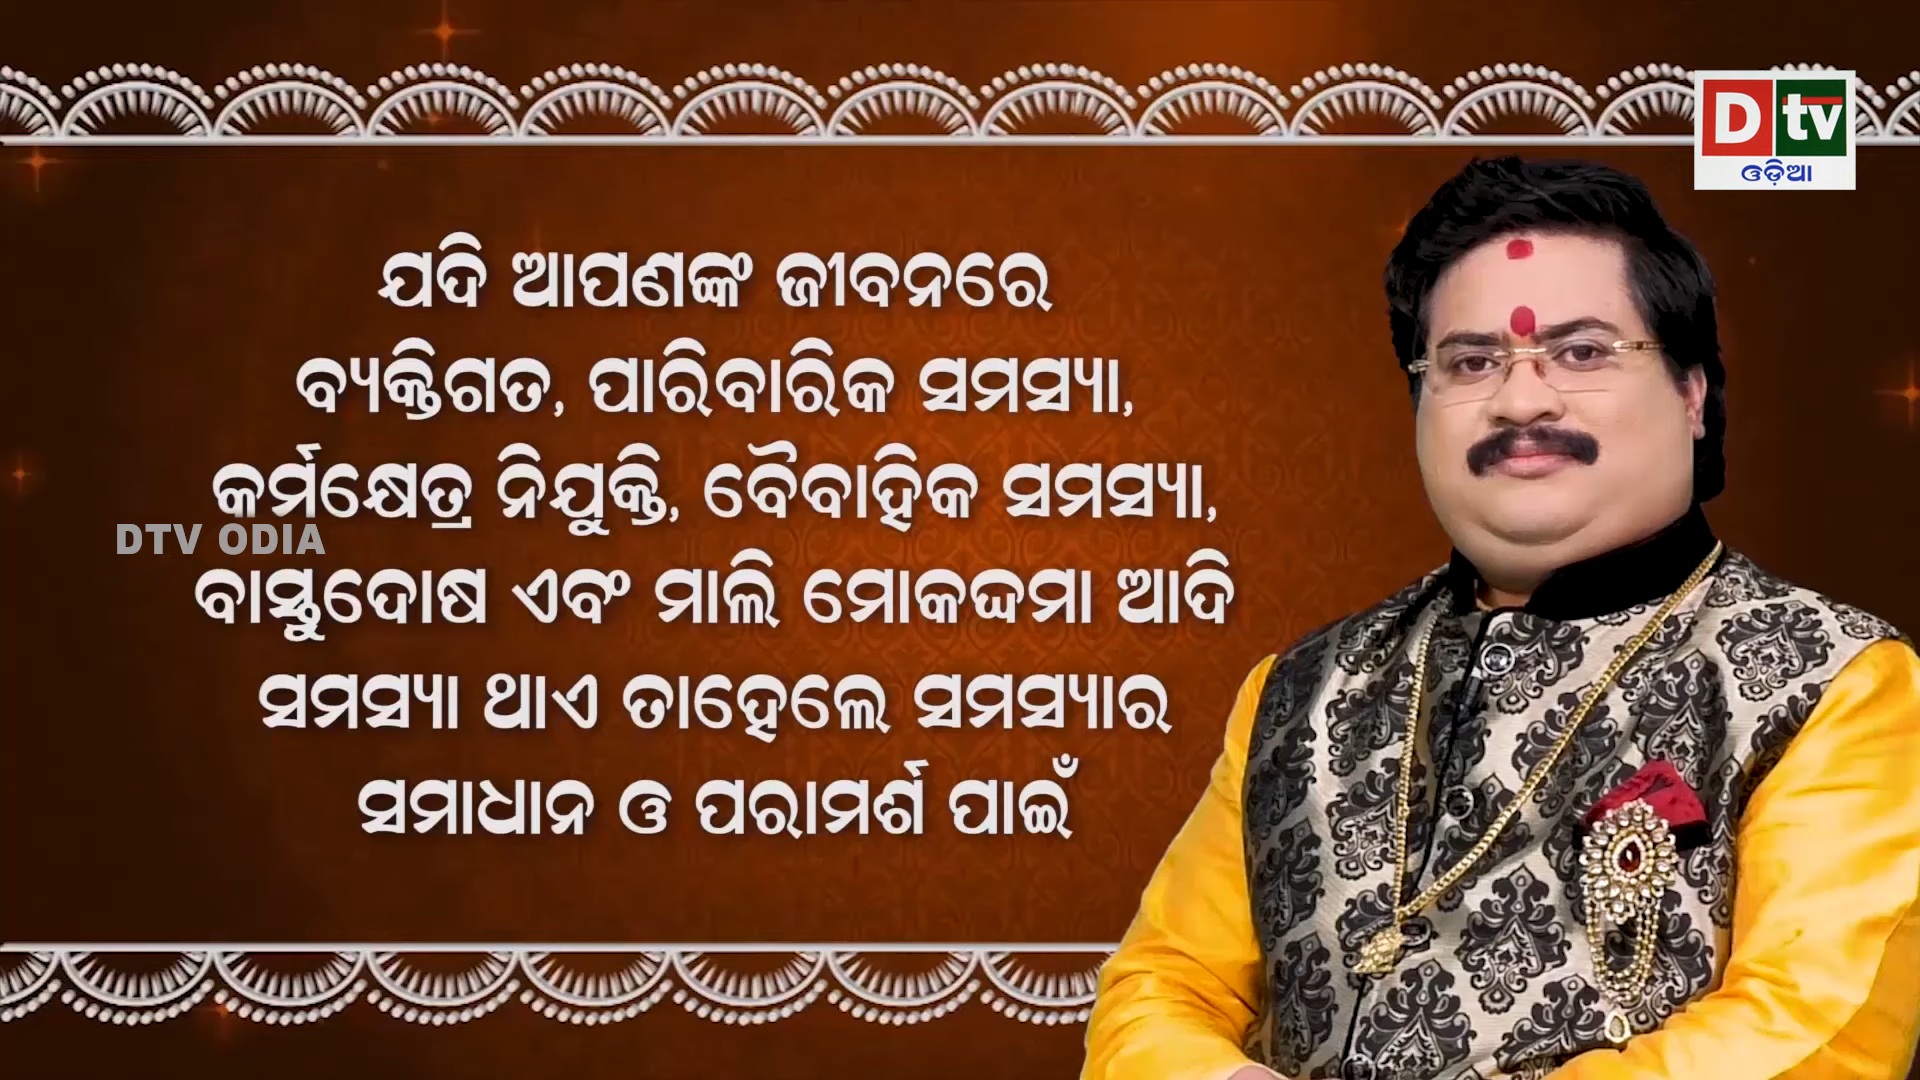 D tv
ଓଡ଼ିଆ
ଯଦି ଆପଣଙ୍କ ଜୀବନରେ
ବ୍ୟକ୍ତିଗତ, ପାରିବାରିକ ସମସ୍ୟା,
କର୍ମକ୍ଷେତ୍ର ନିଯୁକ୍ତି, ବୈବାହିକ ସମସ୍ୟା,
DTV ODIA
ବାସ୍ତୁଦୋଷ ଏବଂ ମାଲି ମୋକଦ୍ଦମା ଆଦି
ସମସ୍ୟା ଥାଏ ତାହେଲେ ସମସ୍ୟାର
ସମାଧାନ ଓ ପରାମର୍ଶ ପାଇଁ